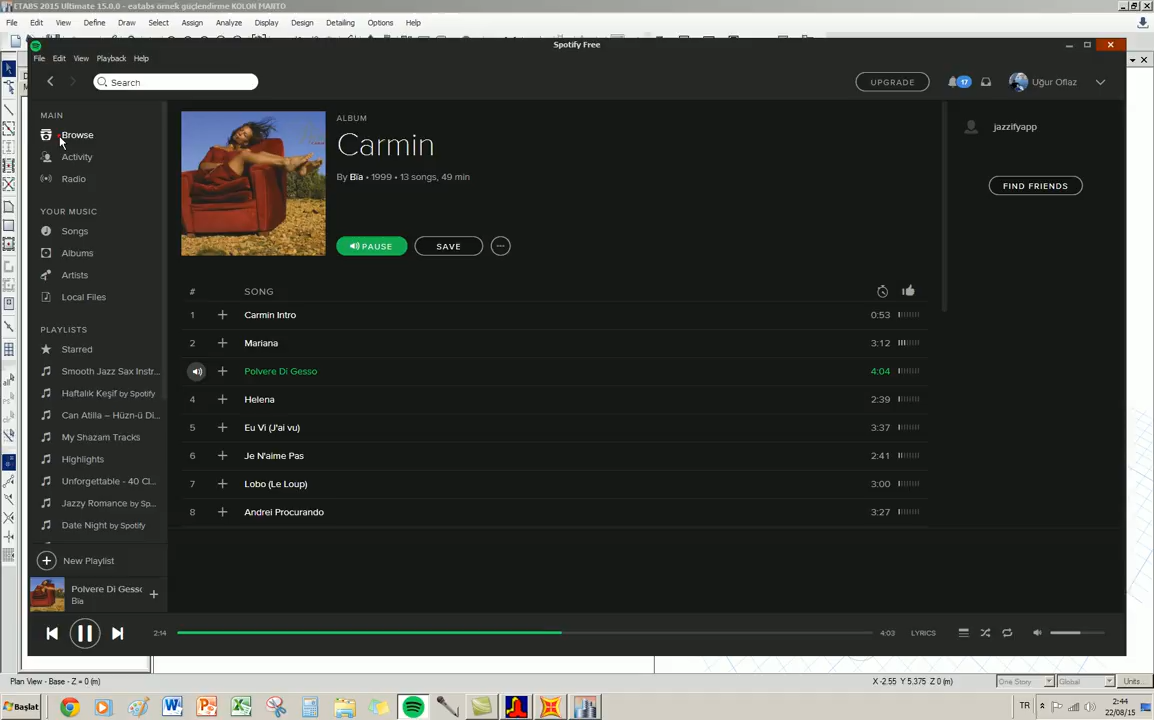 ETABS 2015 Ultimate 15.0.0 - eatabs örnek güçlendirme KOLON MANTO
File Edit View Define Draw Select Assign Analyze Display Design Detailing Options Help
Spotify Free
File Edit View Playback Help
Search
UPGRADE
17
Uğur Oflaz
MAIN
Browse
Activity
Radio
YOUR MUSIC
Songs
Albums
Artists
Local Files
PLAYLISTS
Starred
Smooth Jazz Sax Instr...
Haftalık Keşif by Spotify
Can Atilla – Hüzn-ü Di...
My Shazam Tracks
Highlights
Unforgettable - 40 Cl...
Jazzy Romance by Sp...
Date Night by Spotify
New Playlist
Polvere Di Gesso
Bïa
ALBUM
Carmin
By Bïa • 1999 • 13 songs, 49 min
PAUSE SAVE
# SONG
1 Carmin Intro 0:53
2 Mariana 3:12
Polvere Di Gesso 4:04
4 Helena 2:39
5 Eu Vi (J'ai vu) 3:37
6 Je N'aime Pas 2:41
7 Lobo (Le Loup) 3:00
8 Andrei Procurando 3:27
jazzifyapp
FIND FRIENDS
2:14 4:03 LYRICS
Plan View - Base - Z = 0 (m) X -2.55 Y 5.375 Z 0 (m) One Story Global Units...
Başlat TR 2:44
22/08/15